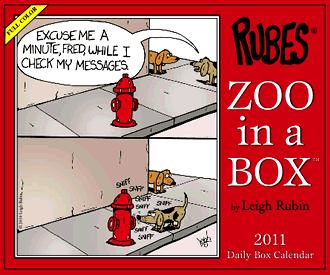 FULL COLOR
EXCUSE ME A
MINUTE, FRED, WHILE I
CHECK MY MESSAGES.
SNIFF
SNIFF
SNIFF
SNIFF
SNIFF
SNIFF
SNIFF
RUBES®
ZOO
in a
BOX™
by Leigh Rubin
2011
Daily Box Calendar